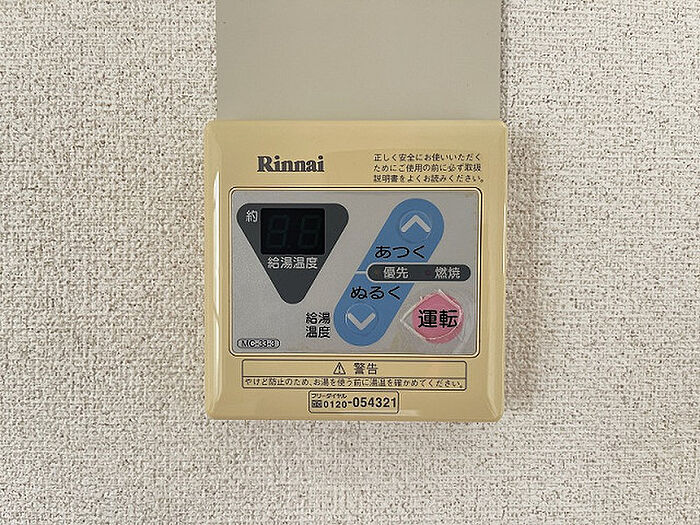 Rinnai
正しく安全にお使いいただく
ためにご使用の前に必ず取扱
説明書をよくお読みください。
約
給湯温度
あつく
優先 燃焼
ぬるく
給湯
温度
運転
MC-33-3
⚠ 警告
やけど防止のため、お湯を使う前に湯温を確かめてください。
フリーダイヤル
0120-054321